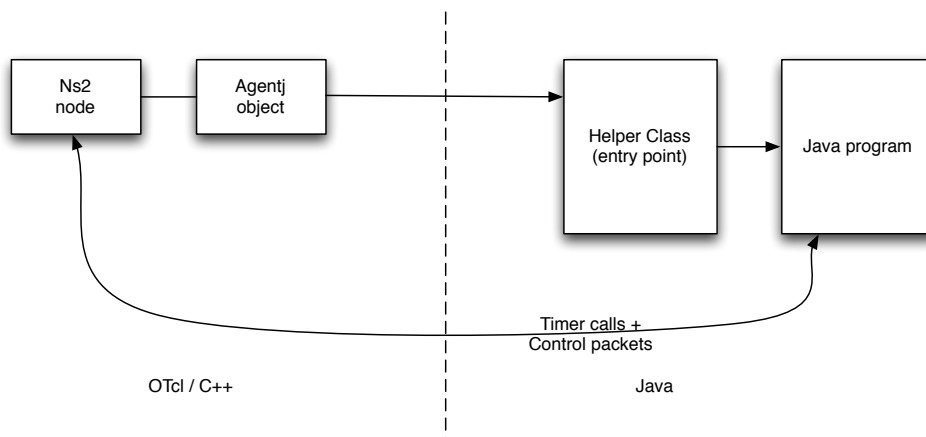 Ns2
node
Agentj
object
Helper Class
(entry point)
Java program
Timer calls +
Control packets
OTcl / C++
Java